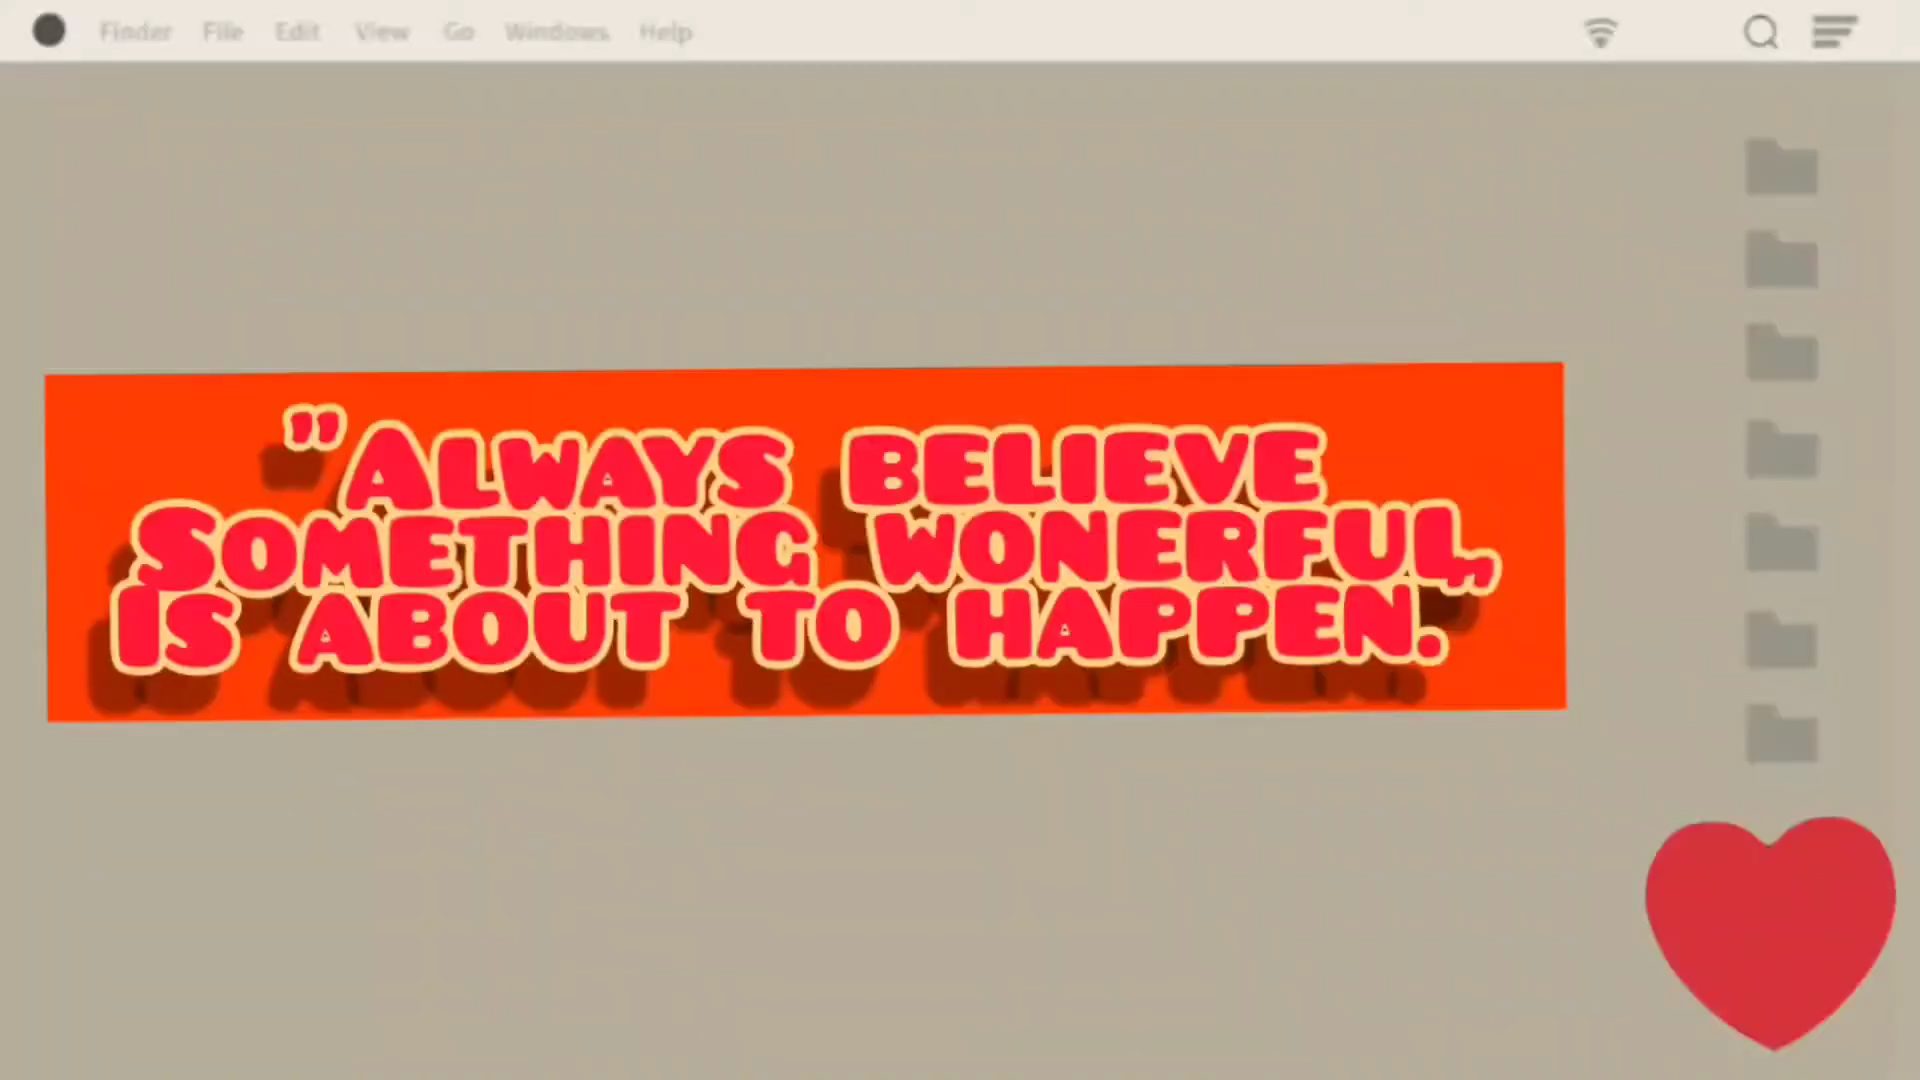 Finder File Edit View Go Windows Help
"Always believe
Something wonerful"
Is about to happen.